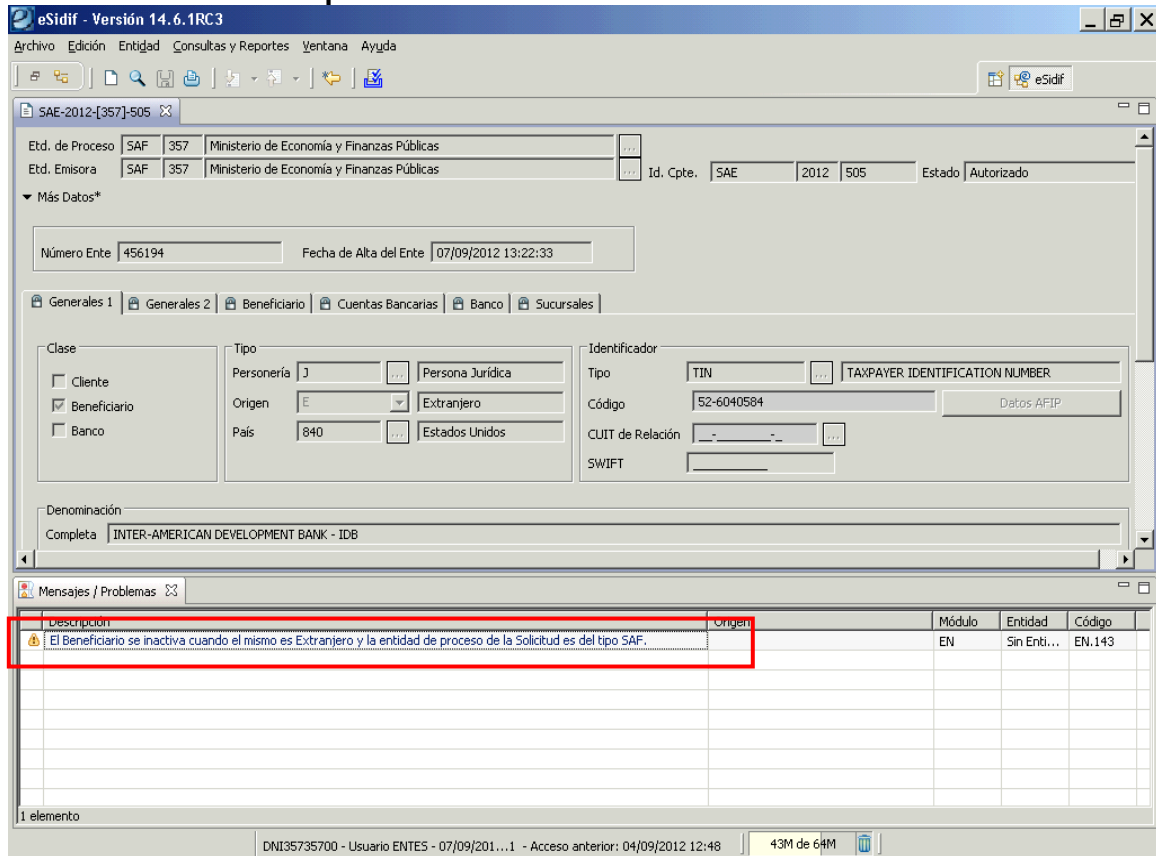 eSidif - Versión 14.6.1RC3
Archivo Edición Entidad Consultas y Reportes Ventana Ayuda
eSidif
SAE-2012-[357]-505
Etd. de Proceso SAF 357 Ministerio de Economía y Finanzas Públicas ...
Etd. Emisora SAF 357 Ministerio de Economía y Finanzas Públicas ... Id. Cpte. SAE 2012 505 Estado Autorizado
Más Datos*
Número Ente 456194 Fecha de Alta del Ente 07/09/2012 13:22:33
Generales 1 Generales 2 Beneficiario Cuentas Bancarias Banco Sucursales
Clase Tipo Identificador
Cliente Personería J ... Persona Jurídica Tipo TIN ... TAXPAYER IDENTIFICATION NUMBER
Beneficiario Origen E Extranjero Código 52-6040584 Datos AFIP
Banco País 840 ... Estados Unidos CUIT de Relación __-________-_ ...
SWIFT ___________
Denominación
Completa INTER-AMERICAN DEVELOPMENT BANK - IDB
Mensajes / Problemas
Descripción Origen Módulo Entidad Código
El Beneficiario se inactiva cuando el mismo es Extranjero y la entidad de proceso de la Solicitud es del tipo SAF. EN Sin Enti... EN.143
1 elemento
DNI35735700 - Usuario ENTES - 07/09/201...1 - Acceso anterior: 04/09/2012 12:48 43M de 64M